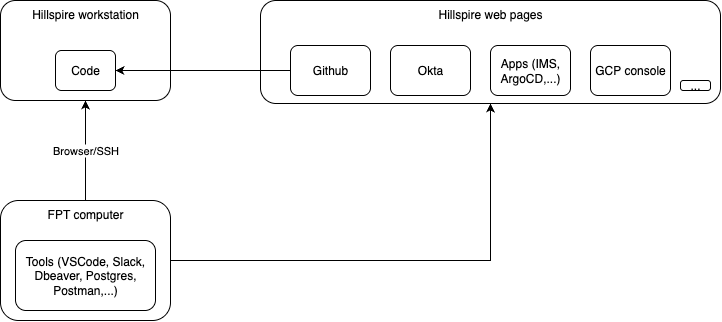 Hillspire workstation
Hillspire web pages
Code
Github
Okta
Apps (IMS,
ArgoCD,...)
GCP console
...
Browser/SSH
FPT computer
Tools (VSCode, Slack,
Dbeaver, Postgres,
Postman,...)